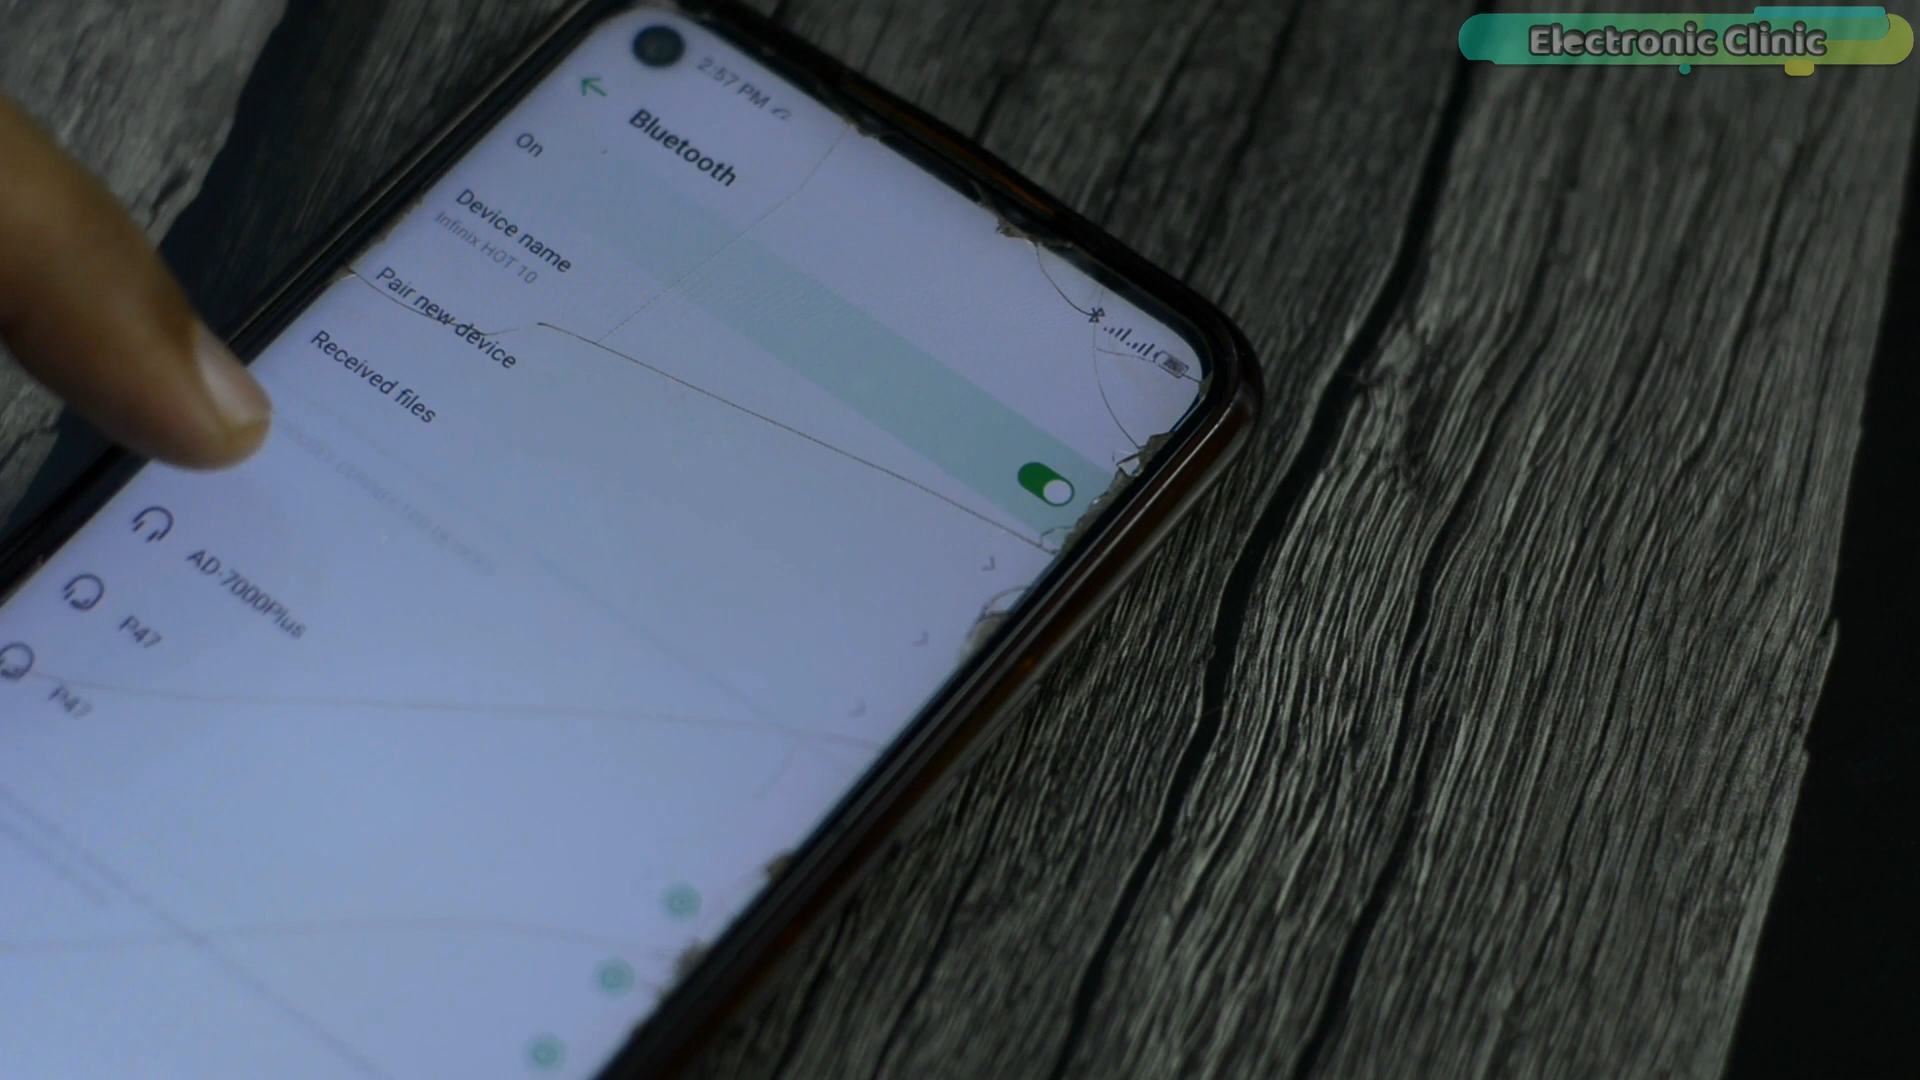 Electronic Clinic
2:57 PM
Bluetooth
On
Device name
Infinix HOT 10
Pair new device
Received files
AD-7000Plus
P47
P47